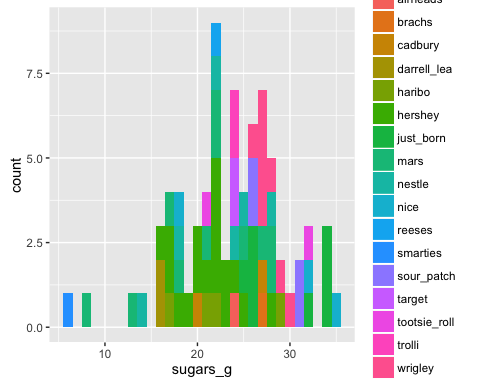 airheads
brachs
cadbury
darrell_lea
haribo
hershey
just_born
mars
nestle
nice
reeses
smarties
sour_patch
target
tootsie_roll
trolli
wrigley
count
7.5
5.0
2.5
0.0
10
20
30
sugars_g